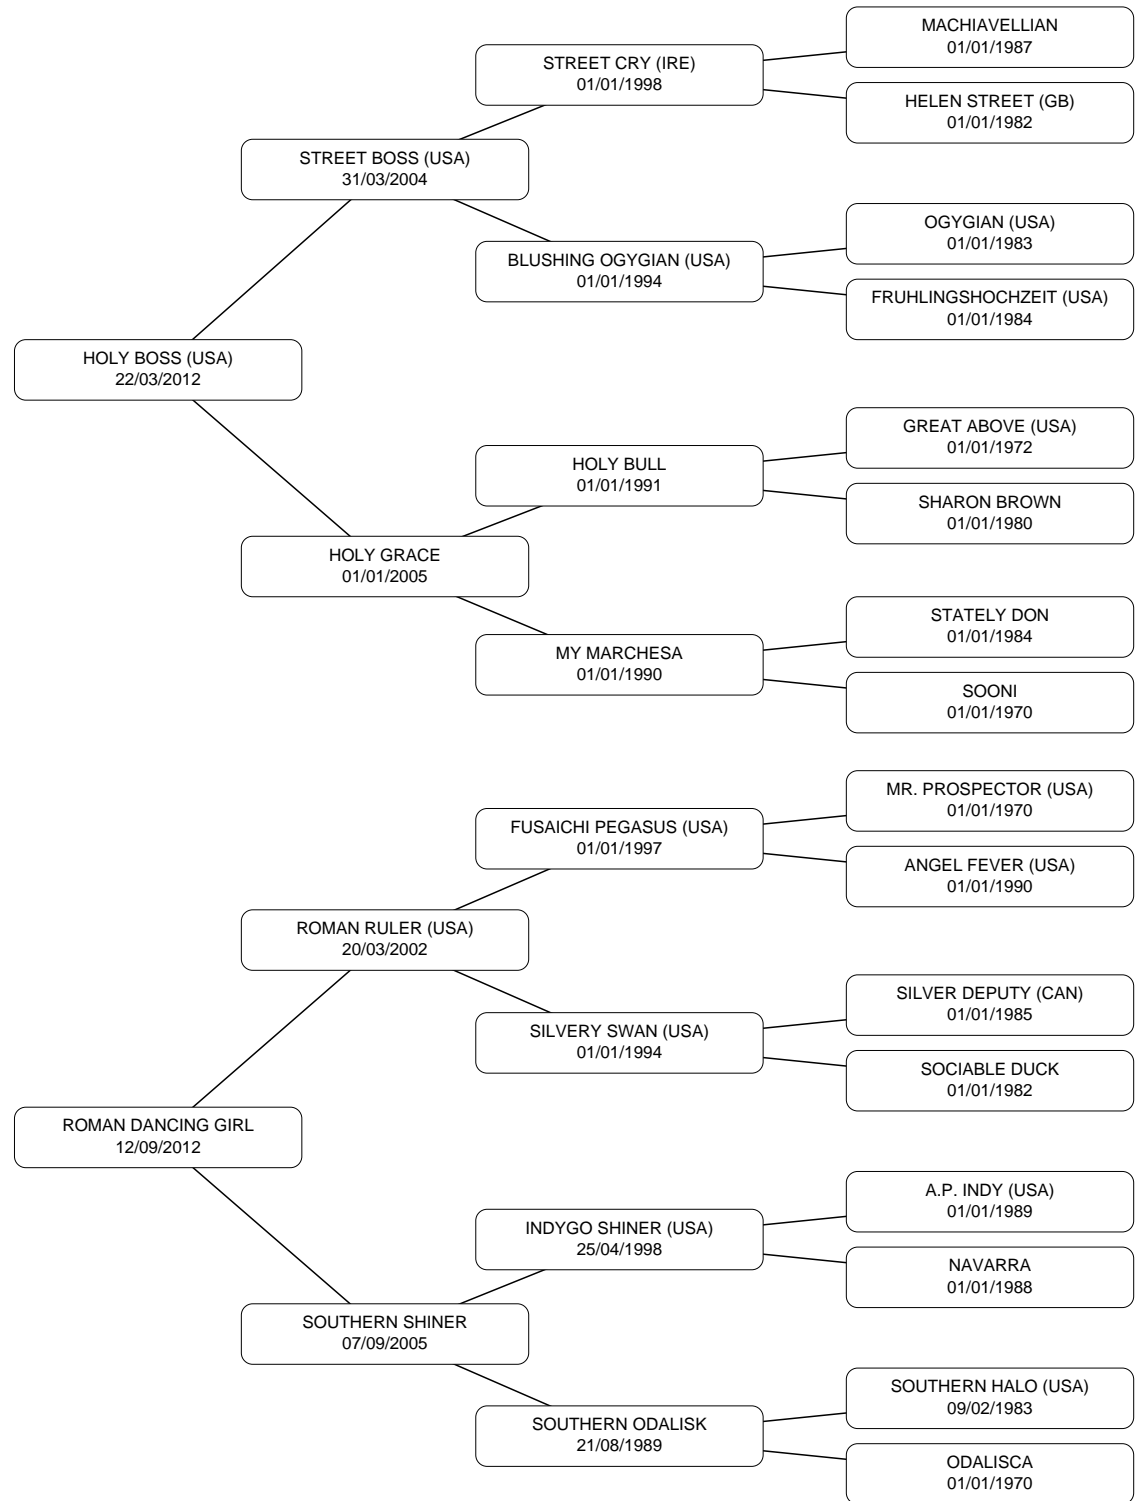 MACHIAVELLIAN
01/01/1987
STREET CRY (IRE)
01/01/1998
HELEN STREET (GB)
01/01/1982
STREET BOSS (USA)
31/03/2004
OGYGIAN (USA)
01/01/1983
BLUSHING OGYGIAN (USA)
01/01/1994
FRUHLINGSHOCHZEIT (USA)
01/01/1984
HOLY BOSS (USA)
22/03/2012
GREAT ABOVE (USA)
01/01/1972
HOLY BULL
01/01/1991
SHARON BROWN
01/01/1980
HOLY GRACE
01/01/2005
STATELY DON
01/01/1984
MY MARCHESA
01/01/1990
SOONI
01/01/1970
MR. PROSPECTOR (USA)
01/01/1970
FUSAICHI PEGASUS (USA)
01/01/1997
ANGEL FEVER (USA)
01/01/1990
ROMAN RULER (USA)
20/03/2002
SILVER DEPUTY (CAN)
01/01/1985
SILVERY SWAN (USA)
01/01/1994
SOCIABLE DUCK
01/01/1982
ROMAN DANCING GIRL
12/09/2012
A.P. INDY (USA)
01/01/1989
INDYGO SHINER (USA)
25/04/1998
NAVARRA
01/01/1988
SOUTHERN SHINER
07/09/2005
SOUTHERN HALO (USA)
09/02/1983
SOUTHERN ODALISK
21/08/1989
ODALISCA
01/01/1970